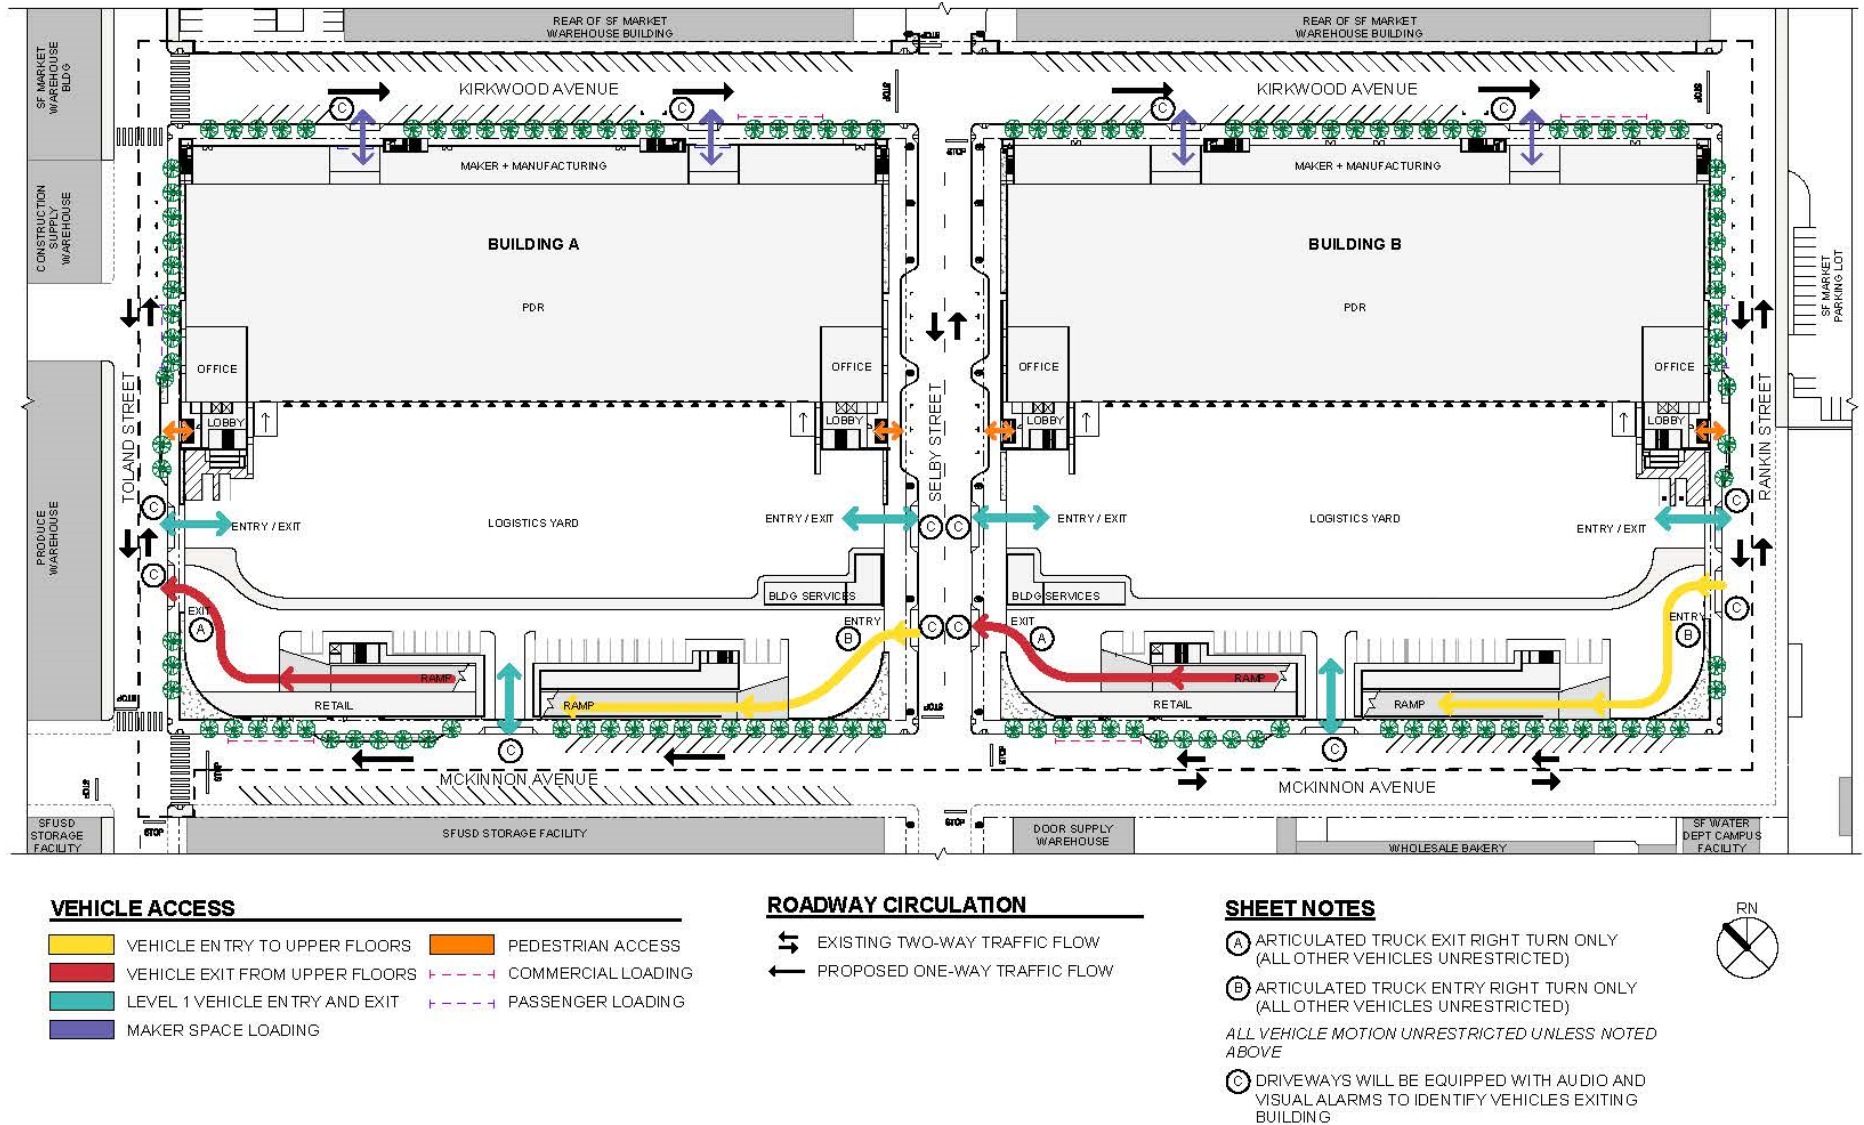 REAR OF SF MARKET
WAREHOUSE BUILDING
REAR OF SF MARKET
WAREHOUSE BUILDING
STOP
SF MARKET
WAREHOUSE
BLDG
KIRKWOOD AVENUE
KIRKWOOD AVENUE
STOP
STOP
C
C
C
C
STOP
MAKER + MANUFACTURING
MAKER + MANUFACTURING
CONSTRUCTION
SUPPLY
WAREHOUSE
BUILDING A
BUILDING B
PDR
PDR
SF MARKET
PARKING LOT
OFFICE
OFFICE
OFFICE
OFFICE
LOBBY
LOBBY
LOBBY
LOBBY
TOLAND STREET
SELBY STREET
RANKIN STREET
PRODUCE
WAREHOUSE
C
ENTRY / EXIT
LOGISTICS YARD
ENTRY / EXIT
C
C
ENTRY / EXIT
LOGISTICS YARD
ENTRY / EXIT
C
C
BLDG SERVICES
BLDG SERVICES
C
EXIT
A
ENTRY
B
C
C
EXIT
A
ENTRY
B
RAMP
RAMP
RAMP
RAMP
RETAIL
RETAIL
STOP
STOP
C
C
STOP
STOP
MCKINNON AVENUE
MCKINNON AVENUE
STOP
STOP
STOP
SFUSD
STORAGE
FACILITY
SFUSD STORAGE FACILITY
DOOR SUPPLY
WAREHOUSE
WHOLESALE BAKERY
SF WATER
DEPT CAMPUS
FACILITY
VEHICLE ACCESS
VEHICLE ENTRY TO UPPER FLOORS
VEHICLE EXIT FROM UPPER FLOORS
LEVEL 1 VEHICLE ENTRY AND EXIT
MAKER SPACE LOADING
PEDESTRIAN ACCESS
COMMERCIAL LOADING
PASSENGER LOADING
ROADWAY CIRCULATION
EXISTING TWO-WAY TRAFFIC FLOW
PROPOSED ONE-WAY TRAFFIC FLOW
SHEET NOTES
A ARTICULATED TRUCK EXIT RIGHT TURN ONLY
(ALL OTHER VEHICLES UNRESTRICTED)
B ARTICULATED TRUCK ENTRY RIGHT TURN ONLY
(ALL OTHER VEHICLES UNRESTRICTED)
ALL VEHICLE MOTION UNRESTRICTED UNLESS NOTED
ABOVE
C DRIVEWAYS WILL BE EQUIPPED WITH AUDIO AND
VISUAL ALARMS TO IDENTIFY VEHICLES EXITING
BUILDING
RN